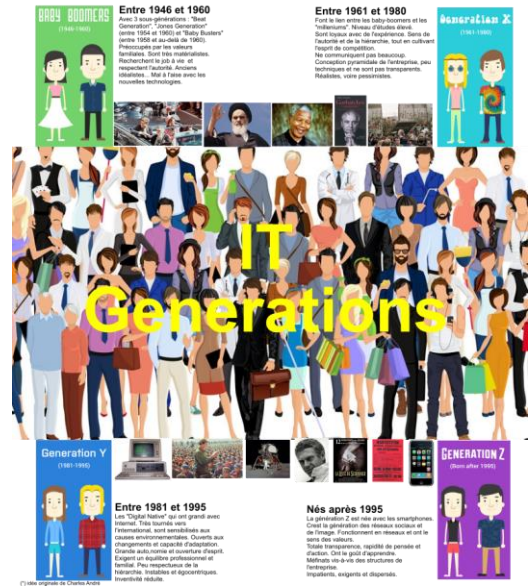 BABY BOOMERS
(1946-1960)
Entre 1946 et 1960
Avec 3 sous-générations : "Beat
Generation", "Jones Generation"
(entre 1954 et 1960) et "Baby Busters"
(entre 1958 et au-delà de 1960).
Préoccupés par les valeurs
familiales. Sont très matérialistes.
Recherchent le job à vie et
respectent l'autorité. Anciens
idéalistes... Mal à l'aise avec les
nouvelles technologies.
Entre 1961 et 1980
Font le lien entre les baby-boomers et les
"milleniums". Niveau d'études élevé.
Sont loyaux avec de l'expérience. Sens de
l'autorité et de la hiérarchie, tout en cultivant
l'esprit de compétition.
Ne communiquent pas beaucoup.
Conception pyramidale de l'entreprise, peu
techniques et ne sont pas transparents.
Réalistes, voire pessimistes.
Generation X
(1961-1980)
IT
Generations
Generation Y
(1981-1995)
Entre 1981 et 1995
Les "Digital Native" qui ont grandi avec
Internet. Très tournés vers
l'international, sont sensibilisés aux
causes environnementales. Ouverts aux
changements et capacité d'adaptation.
Grande auto,nomie et ouverture d'esprit.
Exigent un équilibre professionnel et
familial. Peu respectueux de la
hiérarchie. Instables et égocentriques.
Inventivité réduite.
Nés après 1995
La génération Z est née avec les smartphones.
C'est la génération des réseaux sociaux et
de l'image. Fonctionnent en réseaux et ont le
sens des valeurs.
Totale transparence, rapidité de pensée et
d'action. Ont le goût d'apprendre.
Méfinats vis-à-vis des structures de
l'entreprise.
Impatients, exigents et dispersés.
GENERATION Z
(Born after 1995)
(*) idée originale de Charles André